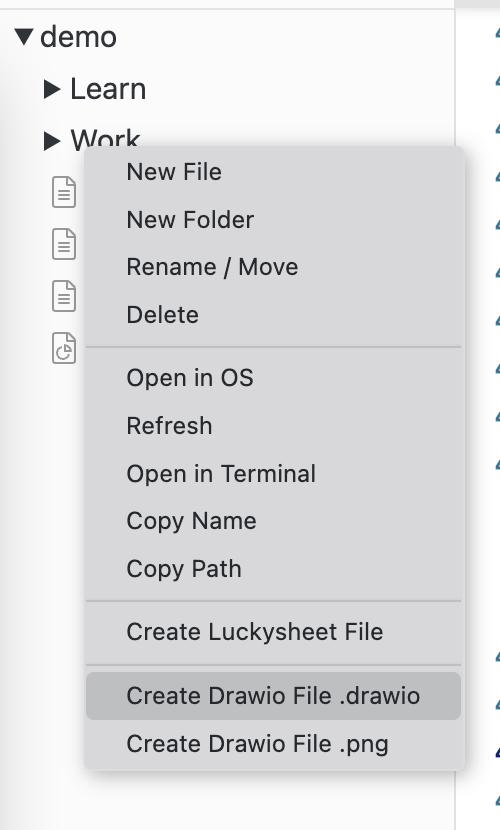 demo
Learn
Work
New File
New Folder
Rename / Move
Delete
Open in OS
Refresh
Open in Terminal
Copy Name
Copy Path
Create Luckysheet File
Create Drawio File .drawio
Create Drawio File .png